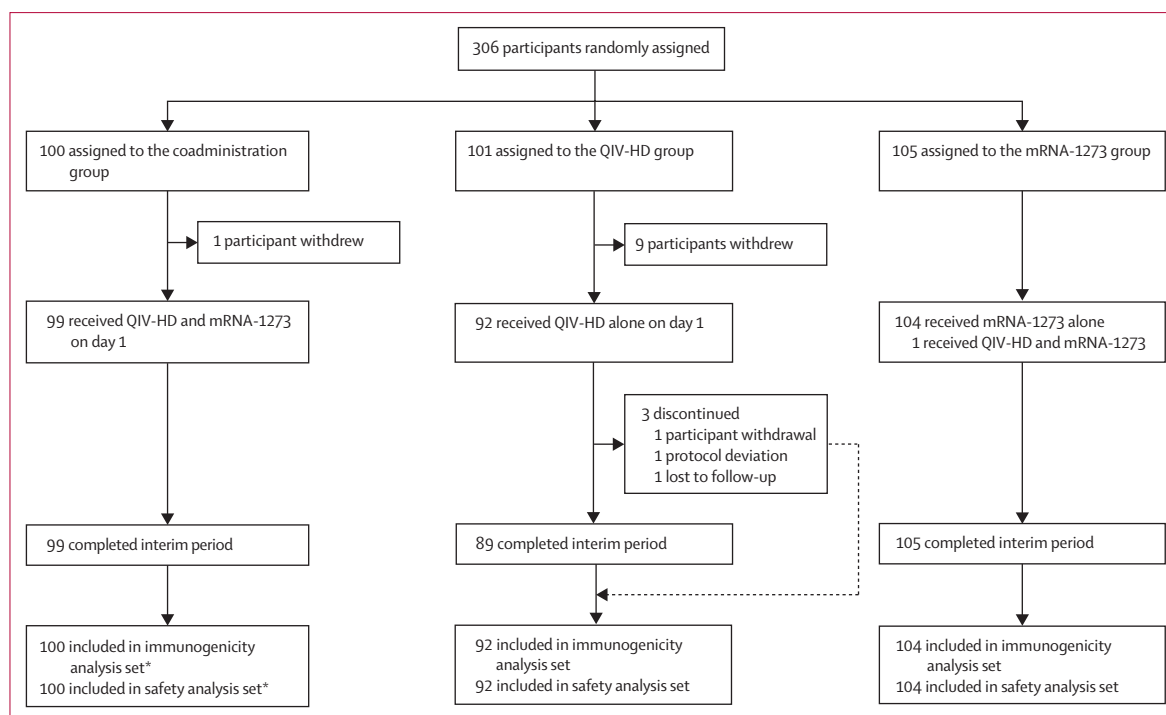 306 participants randomly assigned
100 assigned to the coadministration
group
101 assigned to the QIV-HD group
105 assigned to the mRNA-1273 group
1 participant withdrew
9 participants withdrew
99 received QIV-HD and mRNA-1273
on day 1
92 received QIV-HD alone on day 1
104 received mRNA-1273 alone
1 received QIV-HD and mRNA-1273
3 discontinued
1 participant withdrawal
1 protocol deviation
1 lost to follow-up
99 completed interim period
89 completed interim period
105 completed interim period
100 included in immunogenicity
analysis set*
100 included in safety analysis set*
92 included in immunogenicity
analysis set
92 included in safety analysis set
104 included in immunogenicity
analysis set
104 included in safety analysis set